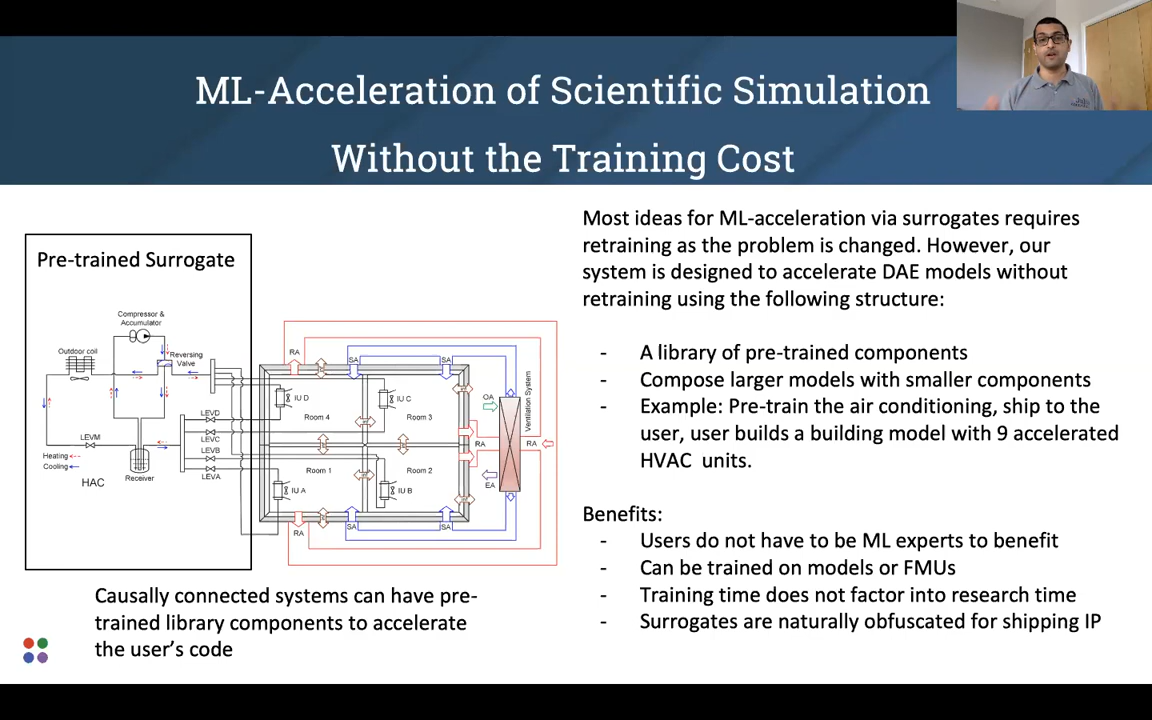 ML-Acceleration of Scientific Simulation
Without the Training Cost
Pre-trained Surrogate
Compressor &
Accumulator
Outdoor coil
Reversing
Valve
LEVM
Heating
Cooling
HAC
Receiver
LEVD
LEVC
LEVB
LEVA
RA
SA
SA
IU D
IU C
Room 4
Room 3
Room 1
Room 2
IU A
IU B
RA
SA
SA
OA
RA
RA
EA
Ventilation System
Causally connected systems can have pre-
trained library components to accelerate
the user’s code
Most ideas for ML-acceleration via surrogates requires
retraining as the problem is changed. However, our
system is designed to accelerate DAE models without
retraining using the following structure:
- A library of pre-trained components
- Compose larger models with smaller components
- Example: Pre-train the air conditioning, ship to the
user, user builds a building model with 9 accelerated
HVAC units.
Benefits:
- Users do not have to be ML experts to benefit
- Can be trained on models or FMUs
- Training time does not factor into research time
- Surrogates are naturally obfuscated for shipping IP